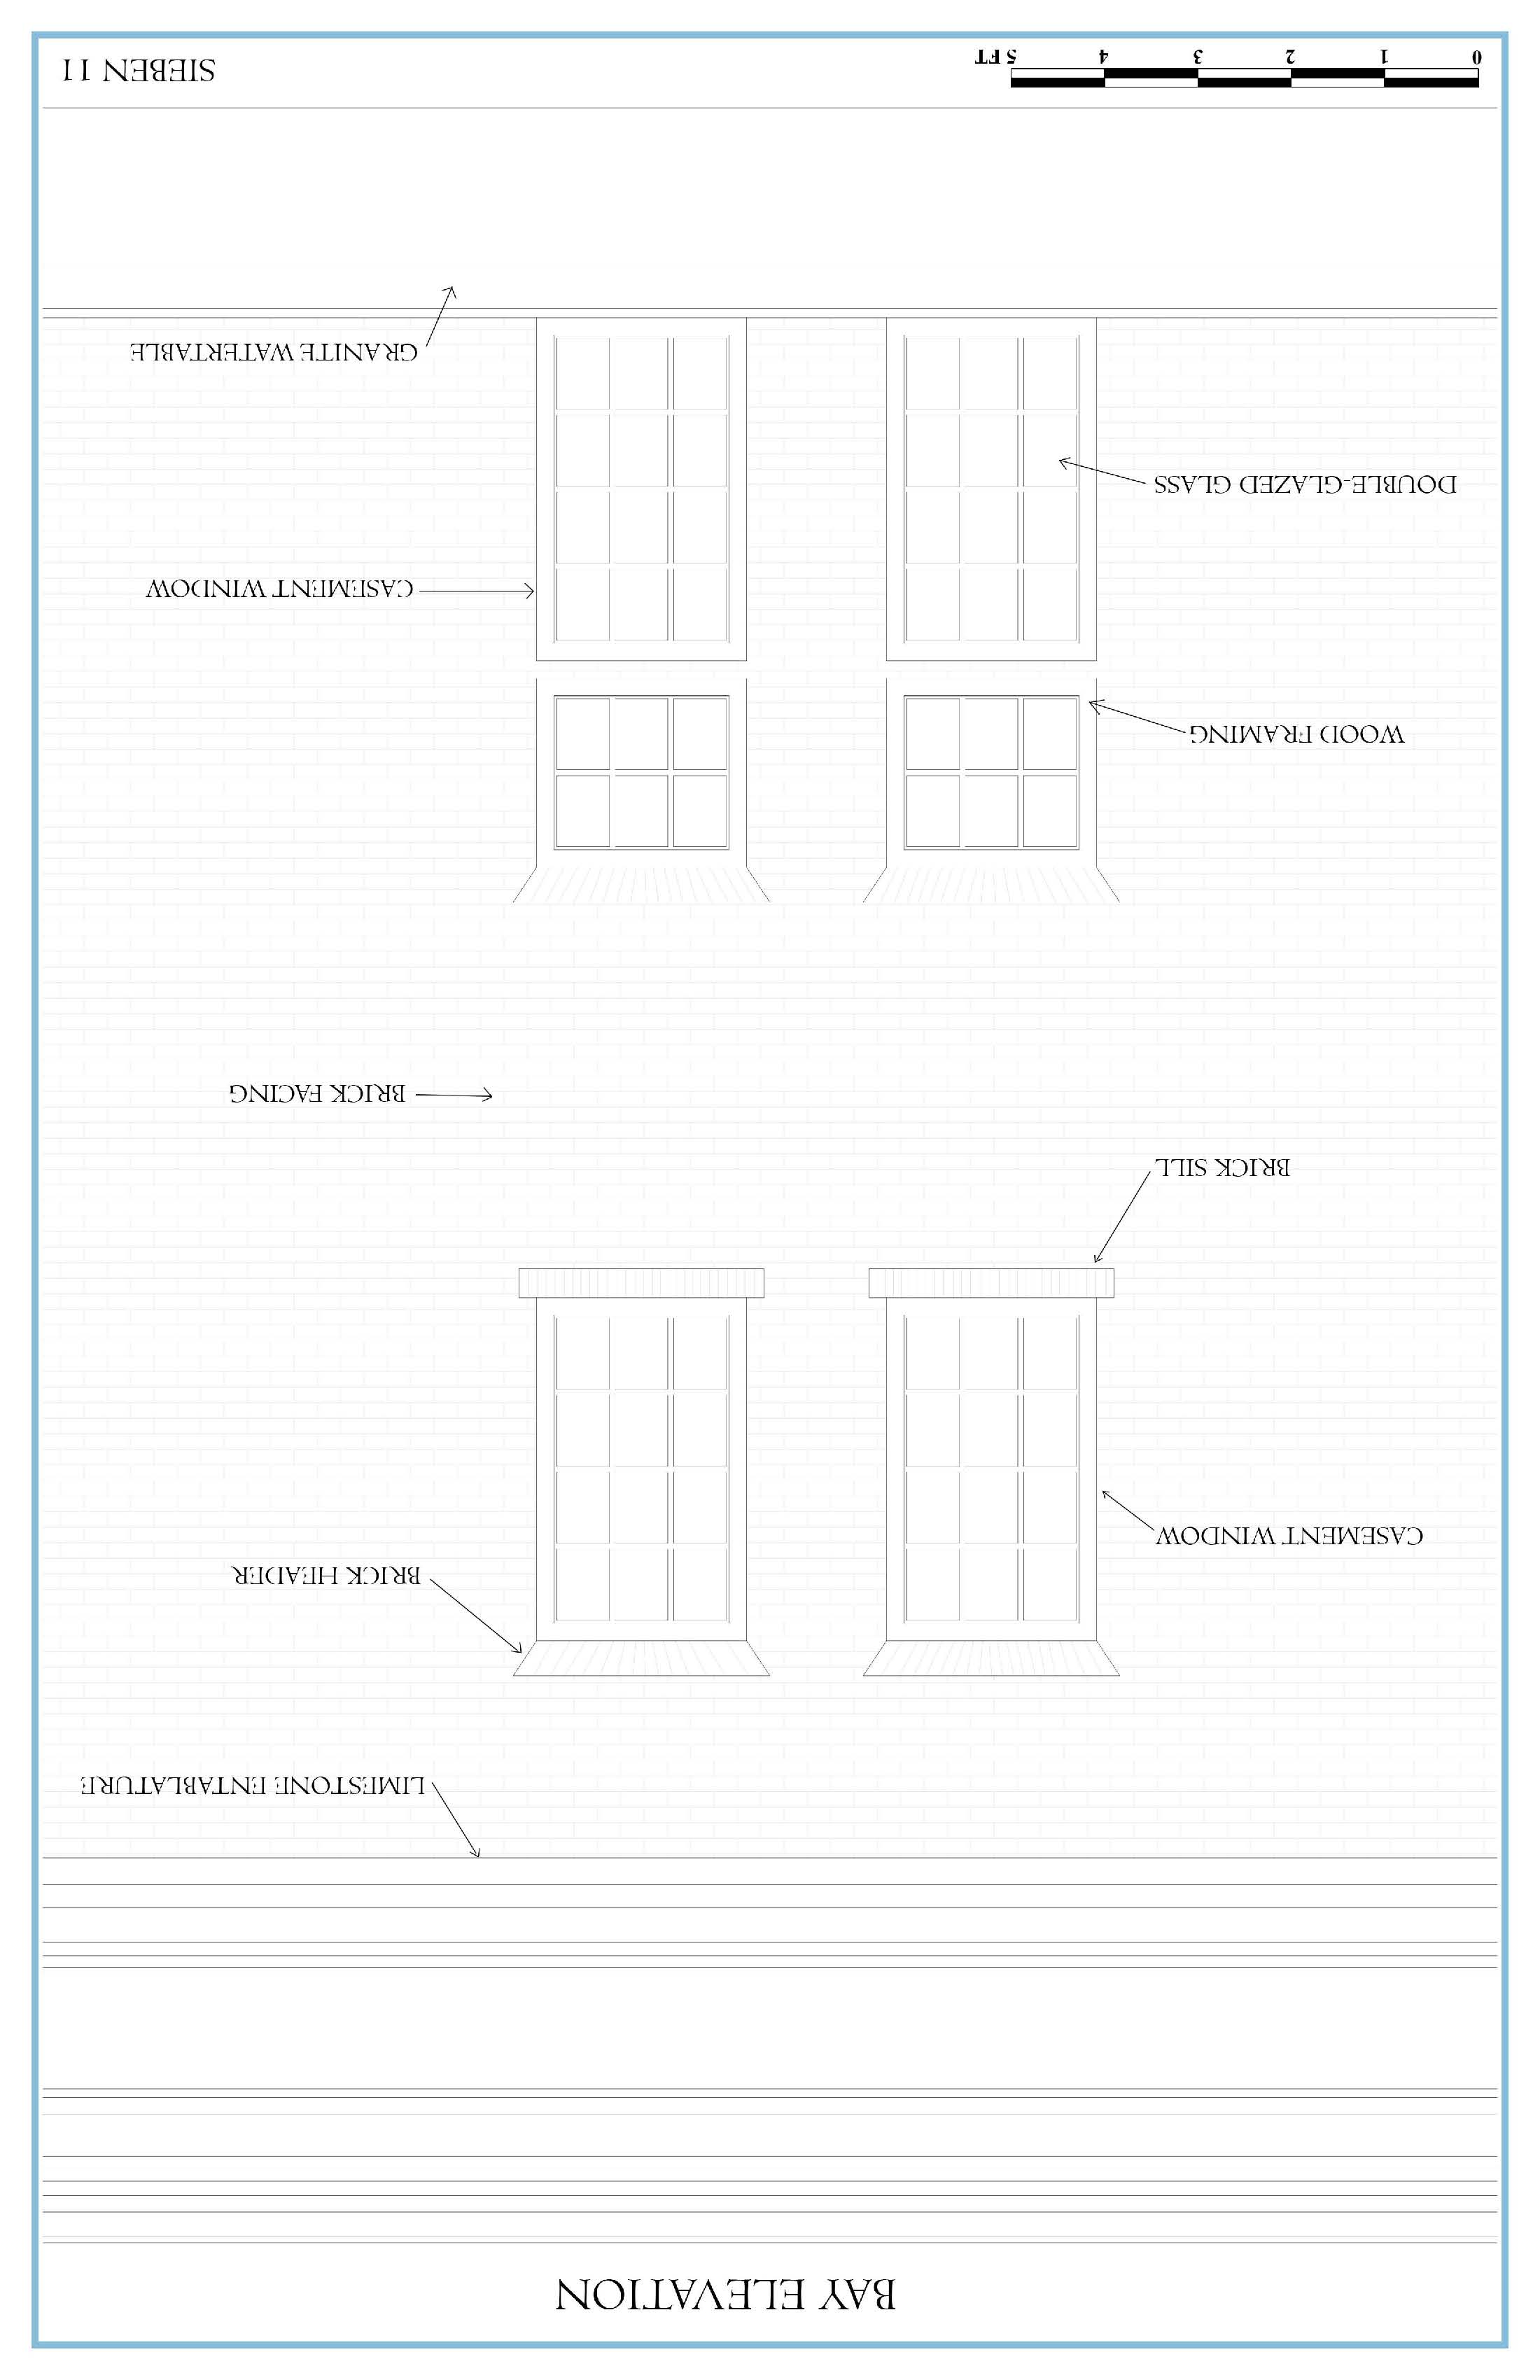 BAY ELEVATION
LIMESTONE ENTABLATURE
BRICK HEADER
CASEMENT WINDOW
BRICK SILL
BRICK FACING
WOOD FRAMING
CASEMENT WINDOW
DOUBLE-GLAZED GLASS
GRANITE WATERTABLE
0 1 2 3 4 5 FT
SIEBEN 11